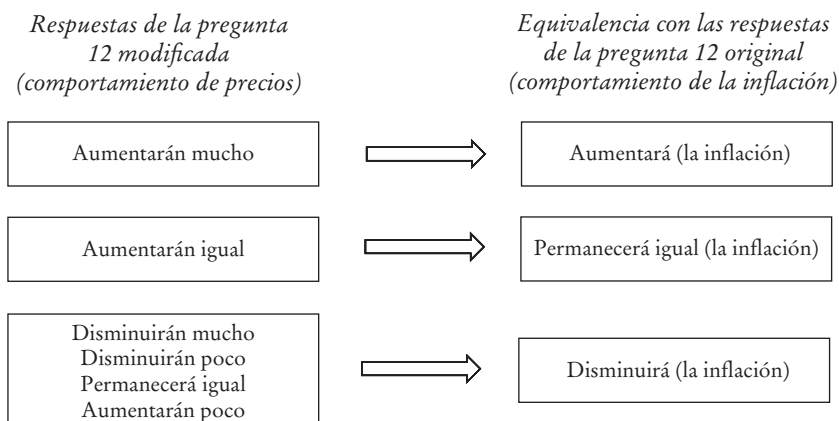 Respuestas de la pregunta
12 modificada
(comportamiento de precios)
Equivalencia con las respuestas
de la pregunta 12 original
(comportamiento de la inflación)
Aumentarán mucho
Aumentará (la inflación)
Aumentarán igual
Permanecerá igual (la inflación)
Disminuirán mucho
Disminuirán poco
Permanecerá igual
Aumentarán poco
Disminuirá (la inflación)